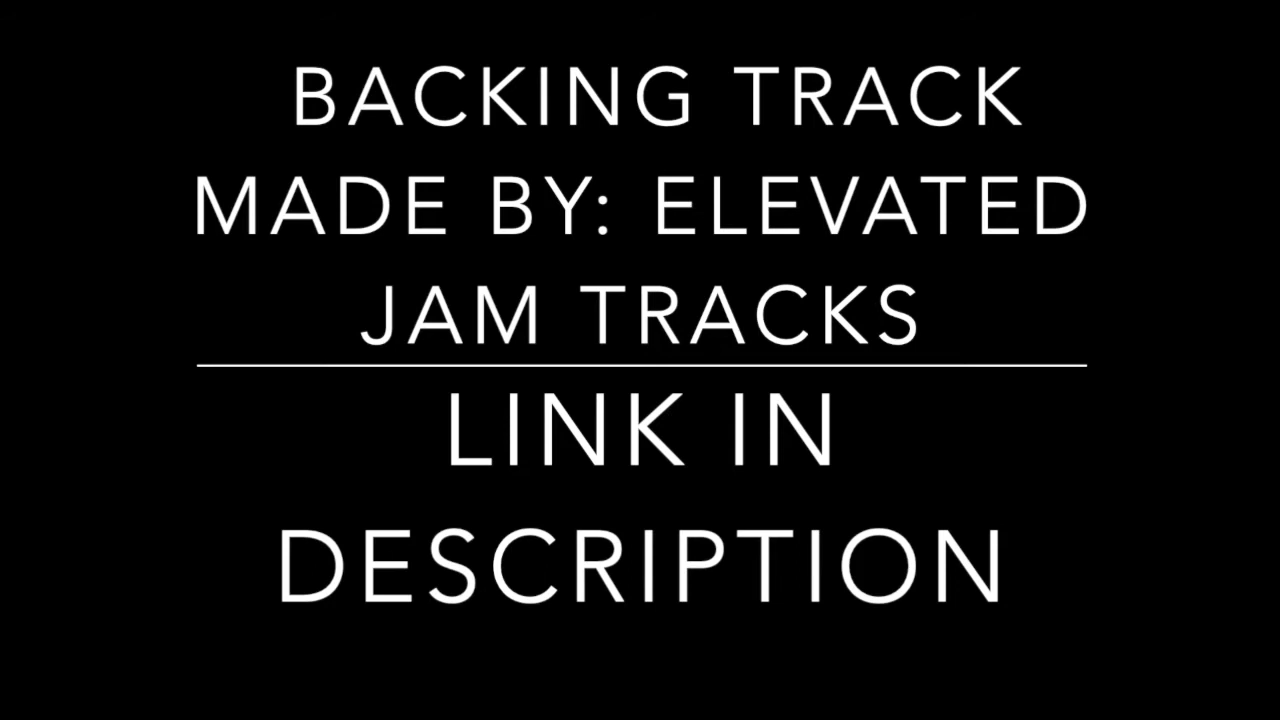 BACKING TRACK
MADE BY: ELEVATED
JAM TRACKS
LINK IN
DESCRIPTION